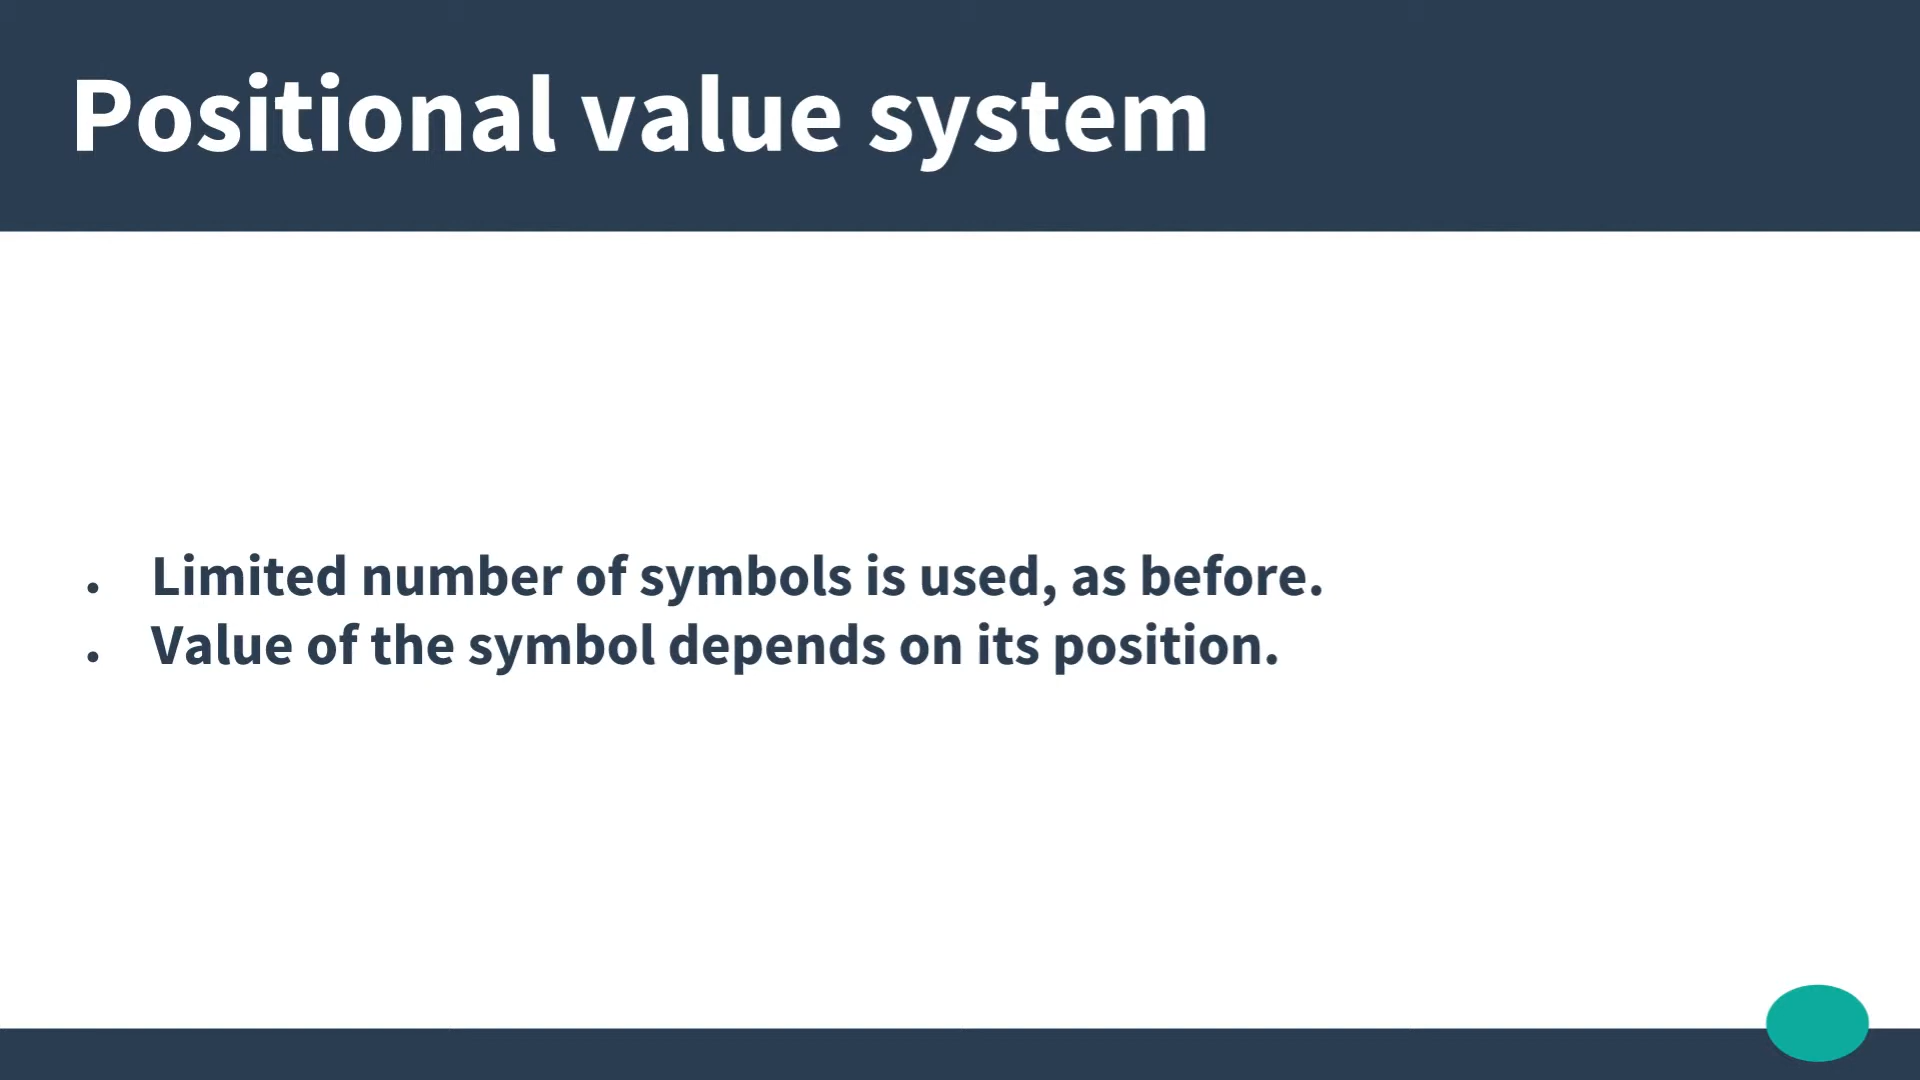 Positional value system
• Limited number of symbols is used, as before.
• Value of the symbol depends on its position.